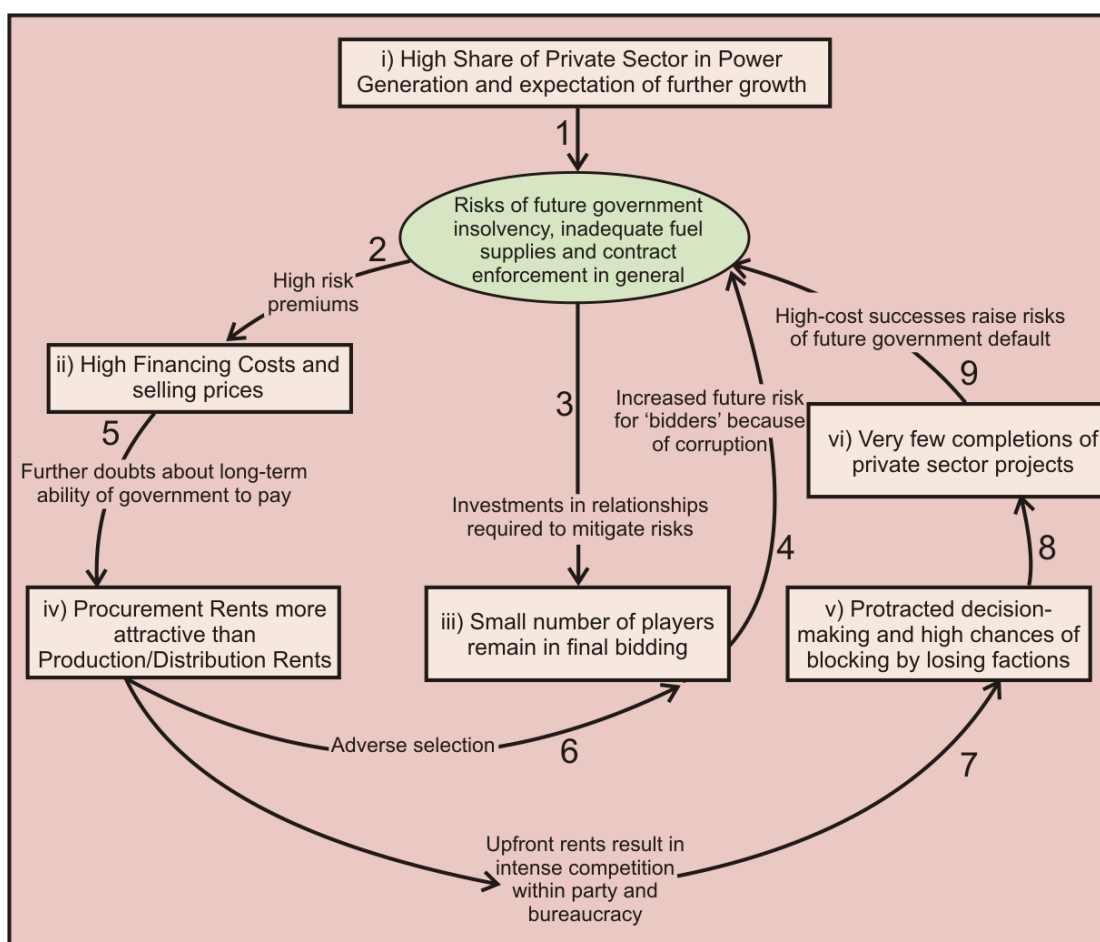 i) High Share of Private Sector in Power
Generation and expectation of further growth
1
Risks of future government
insolvency, inadequate fuel
supplies and contract
enforcement in general
2
High risk
premiums
ii) High Financing Costs and
selling prices
3
Investments in relationships
required to mitigate risks
Increased future risk
for ‘bidders’ because
of corruption
4
High-cost successes raise risks
of future government default
9
vi) Very few completions of
private sector projects
5
Further doubts about long-term
ability of government to pay
8
iv) Procurement Rents more
attractive than
Production/Distribution Rents
iii) Small number of players
remain in final bidding
v) Protracted decision-
making and high chances of
blocking by losing factions
Adverse selection
6
7
Upfront rents result in
intense competition
within party and
bureaucracy